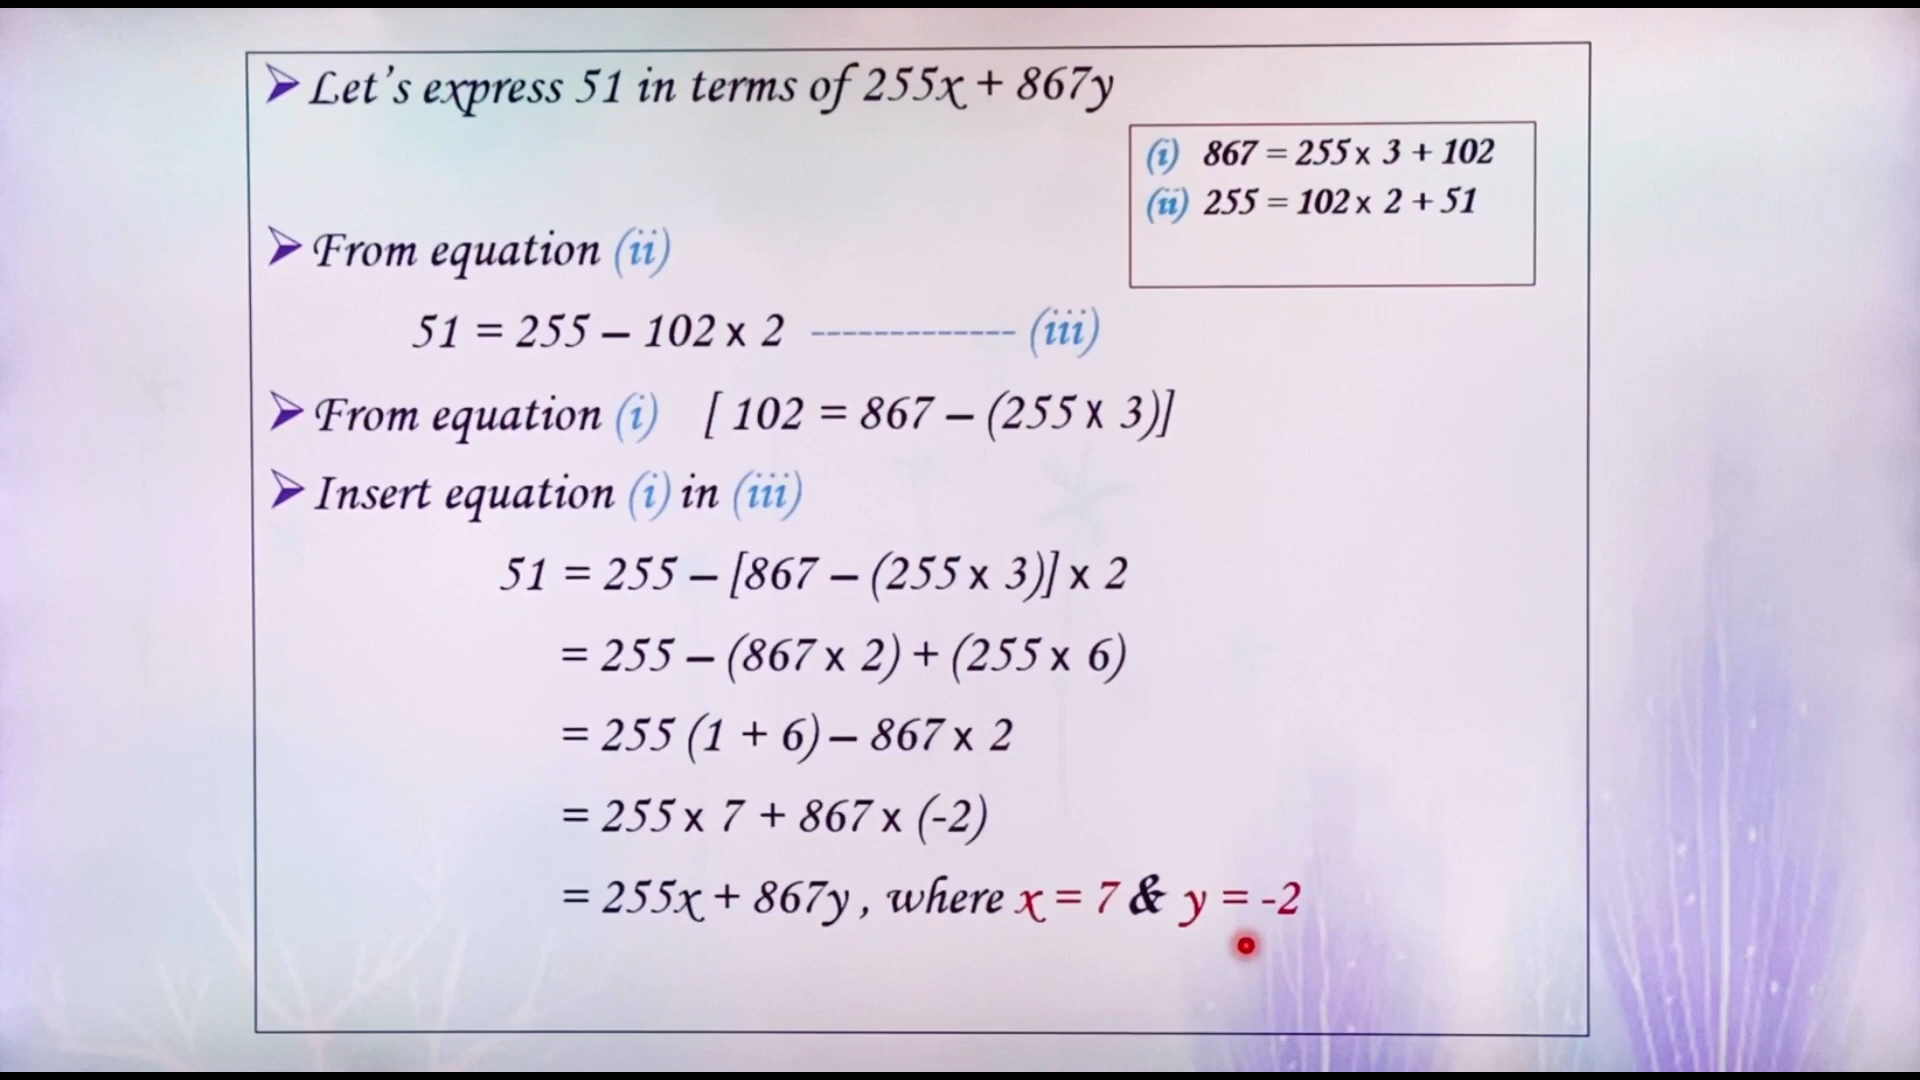 Let's express 51 in terms of 255x + 867y
(i) 867 = 255 x 3 + 102
(ii) 255 = 102 x 2 + 51
From equation (ii)
51 = 255 – 102 x 2 ------------- (iii)
From equation (i) [ 102 = 867 – (255 x 3)]
Insert equation (i) in (iii)
51 = 255 – [867 – (255 x 3)] x 2
= 255 – (867 x 2) + (255 x 6)
= 255 (1 + 6) – 867 x 2
= 255 x 7 + 867 x (-2)
= 255x + 867y , where x = 7 & y = -2